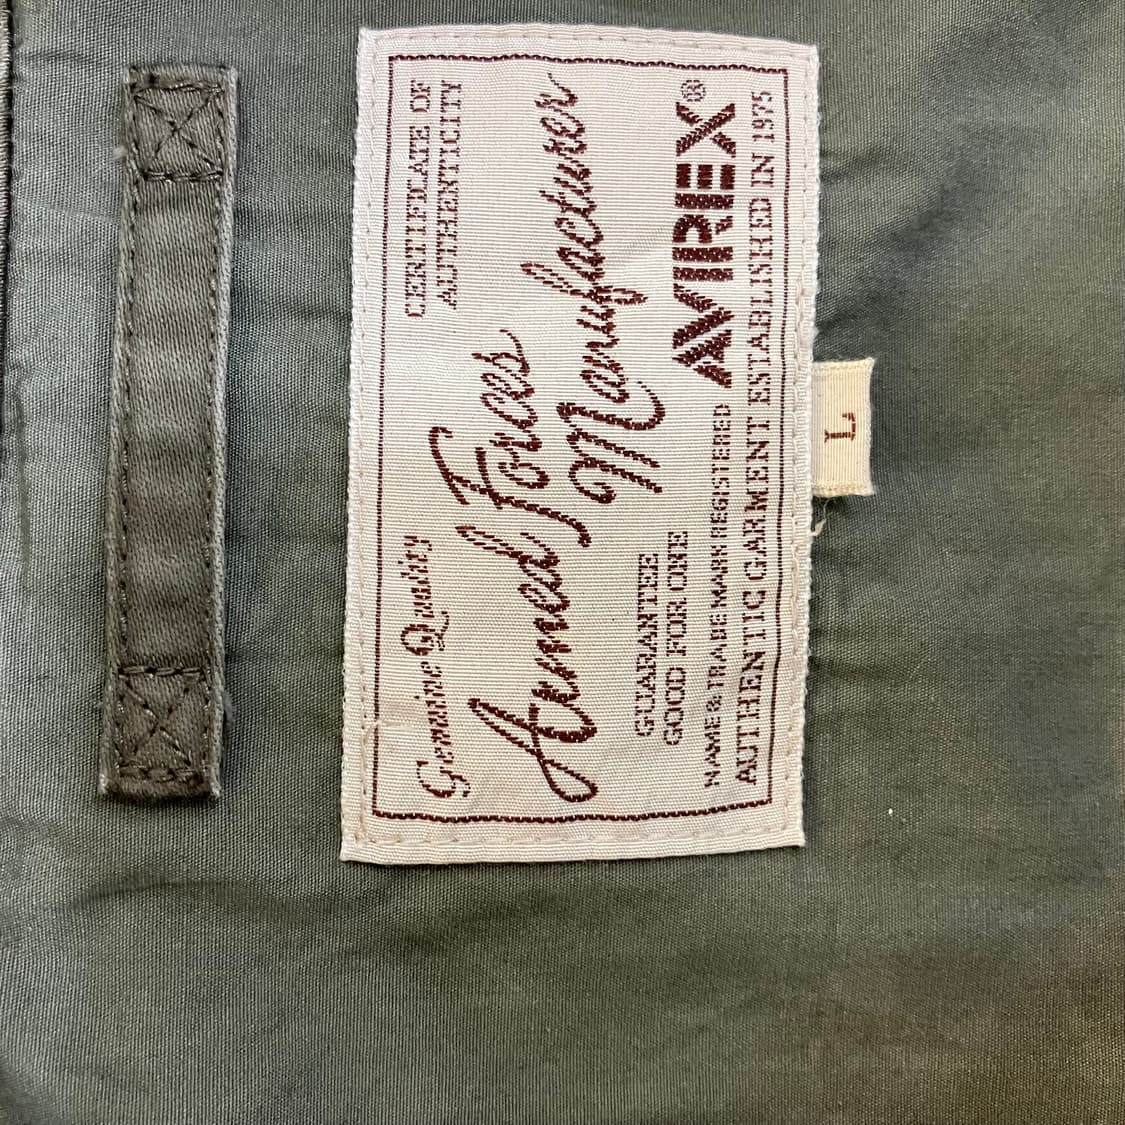 Genuine Quality
CERTIFICATE OF
AUTHENTICITY
Armed Forces
Manufacturer
GUARANTEE
GOOD FOR ONE
AVIREX®
NAME & TRADE MARK REGISTERED
AUTHENTIC GARMENT ESTABLISHED IN 1975
L